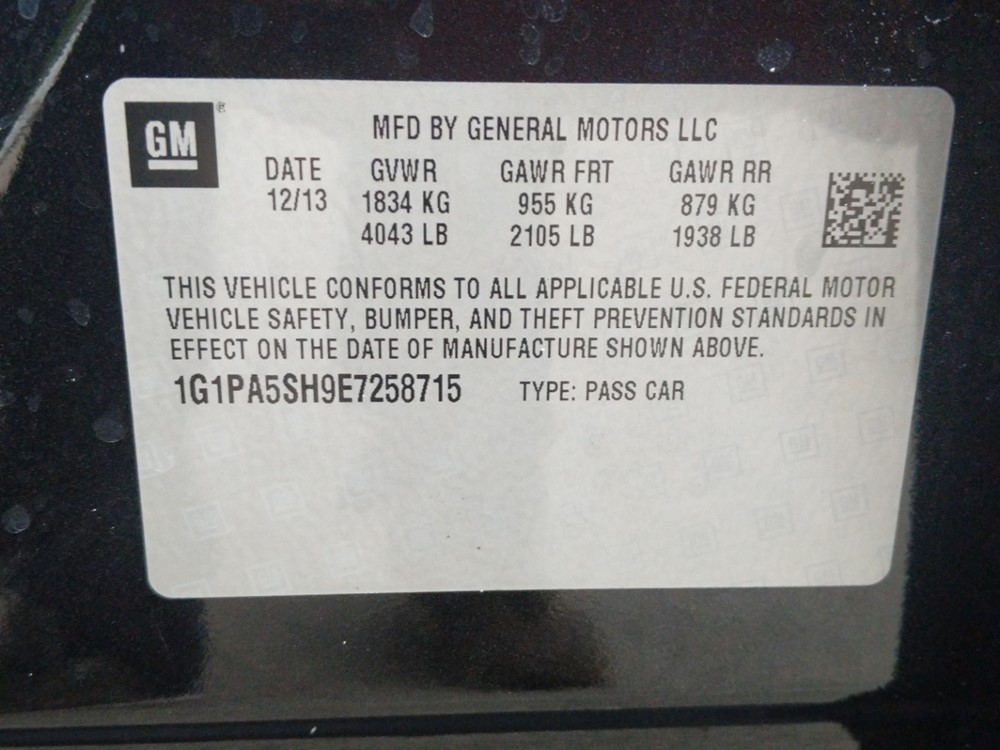 GM ®
MFD BY GENERAL MOTORS LLC
DATE GVWR GAWR FRT GAWR RR
12/13 1834 KG 955 KG 879 KG
4043 LB 2105 LB 1938 LB
THIS VEHICLE CONFORMS TO ALL APPLICABLE U.S. FEDERAL MOTOR
VEHICLE SAFETY, BUMPER, AND THEFT PREVENTION STANDARDS IN
EFFECT ON THE DATE OF MANUFACTURE SHOWN ABOVE.
1G1PA5SH9E7258715 TYPE: PASS CAR